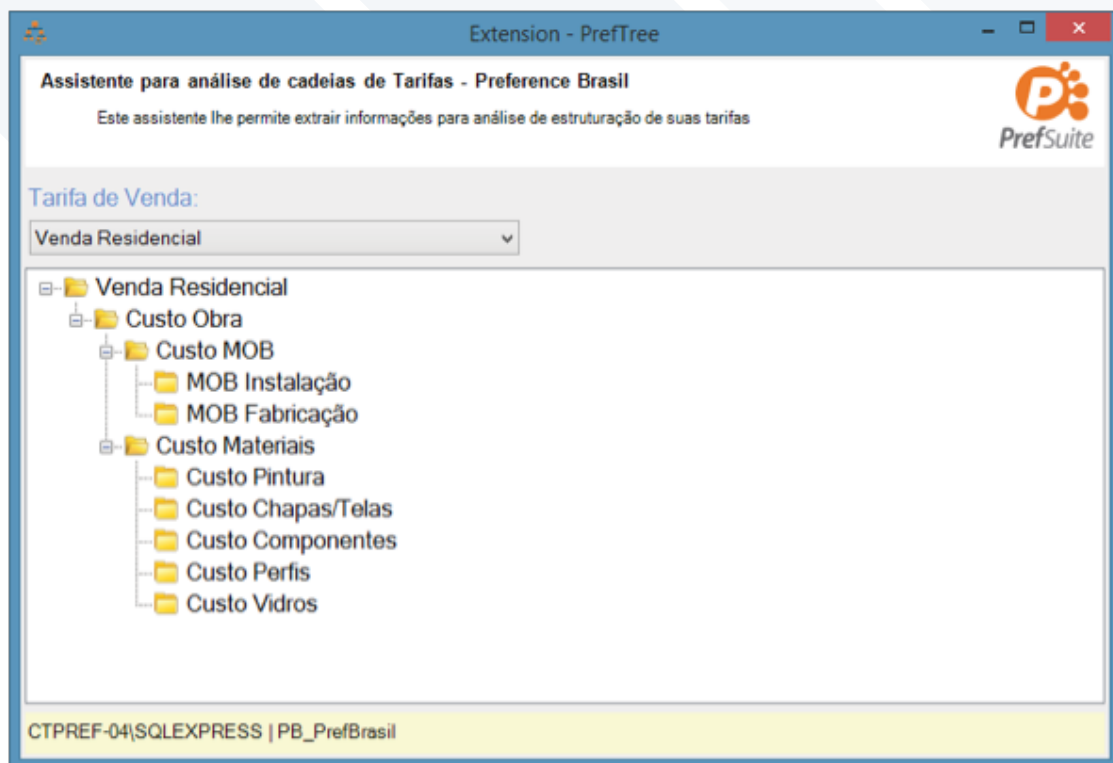 Extension - PrefTree
Assistente para análise de cadeias de Tarifas - Preference Brasil
Este assistente lhe permite extrair informações para análise de estruturação de suas tarifas
P
PrefSuite
Tarifa de Venda:
Venda Residencial
Venda Residencial
Custo Obra
Custo MOB
MOB Instalação
MOB Fabricação
Custo Materiais
Custo Pintura
Custo Chapas/Telas
Custo Componentes
Custo Perfis
Custo Vidros
CTPREF-04\SQLEXPRESS | PB_PrefBrasil